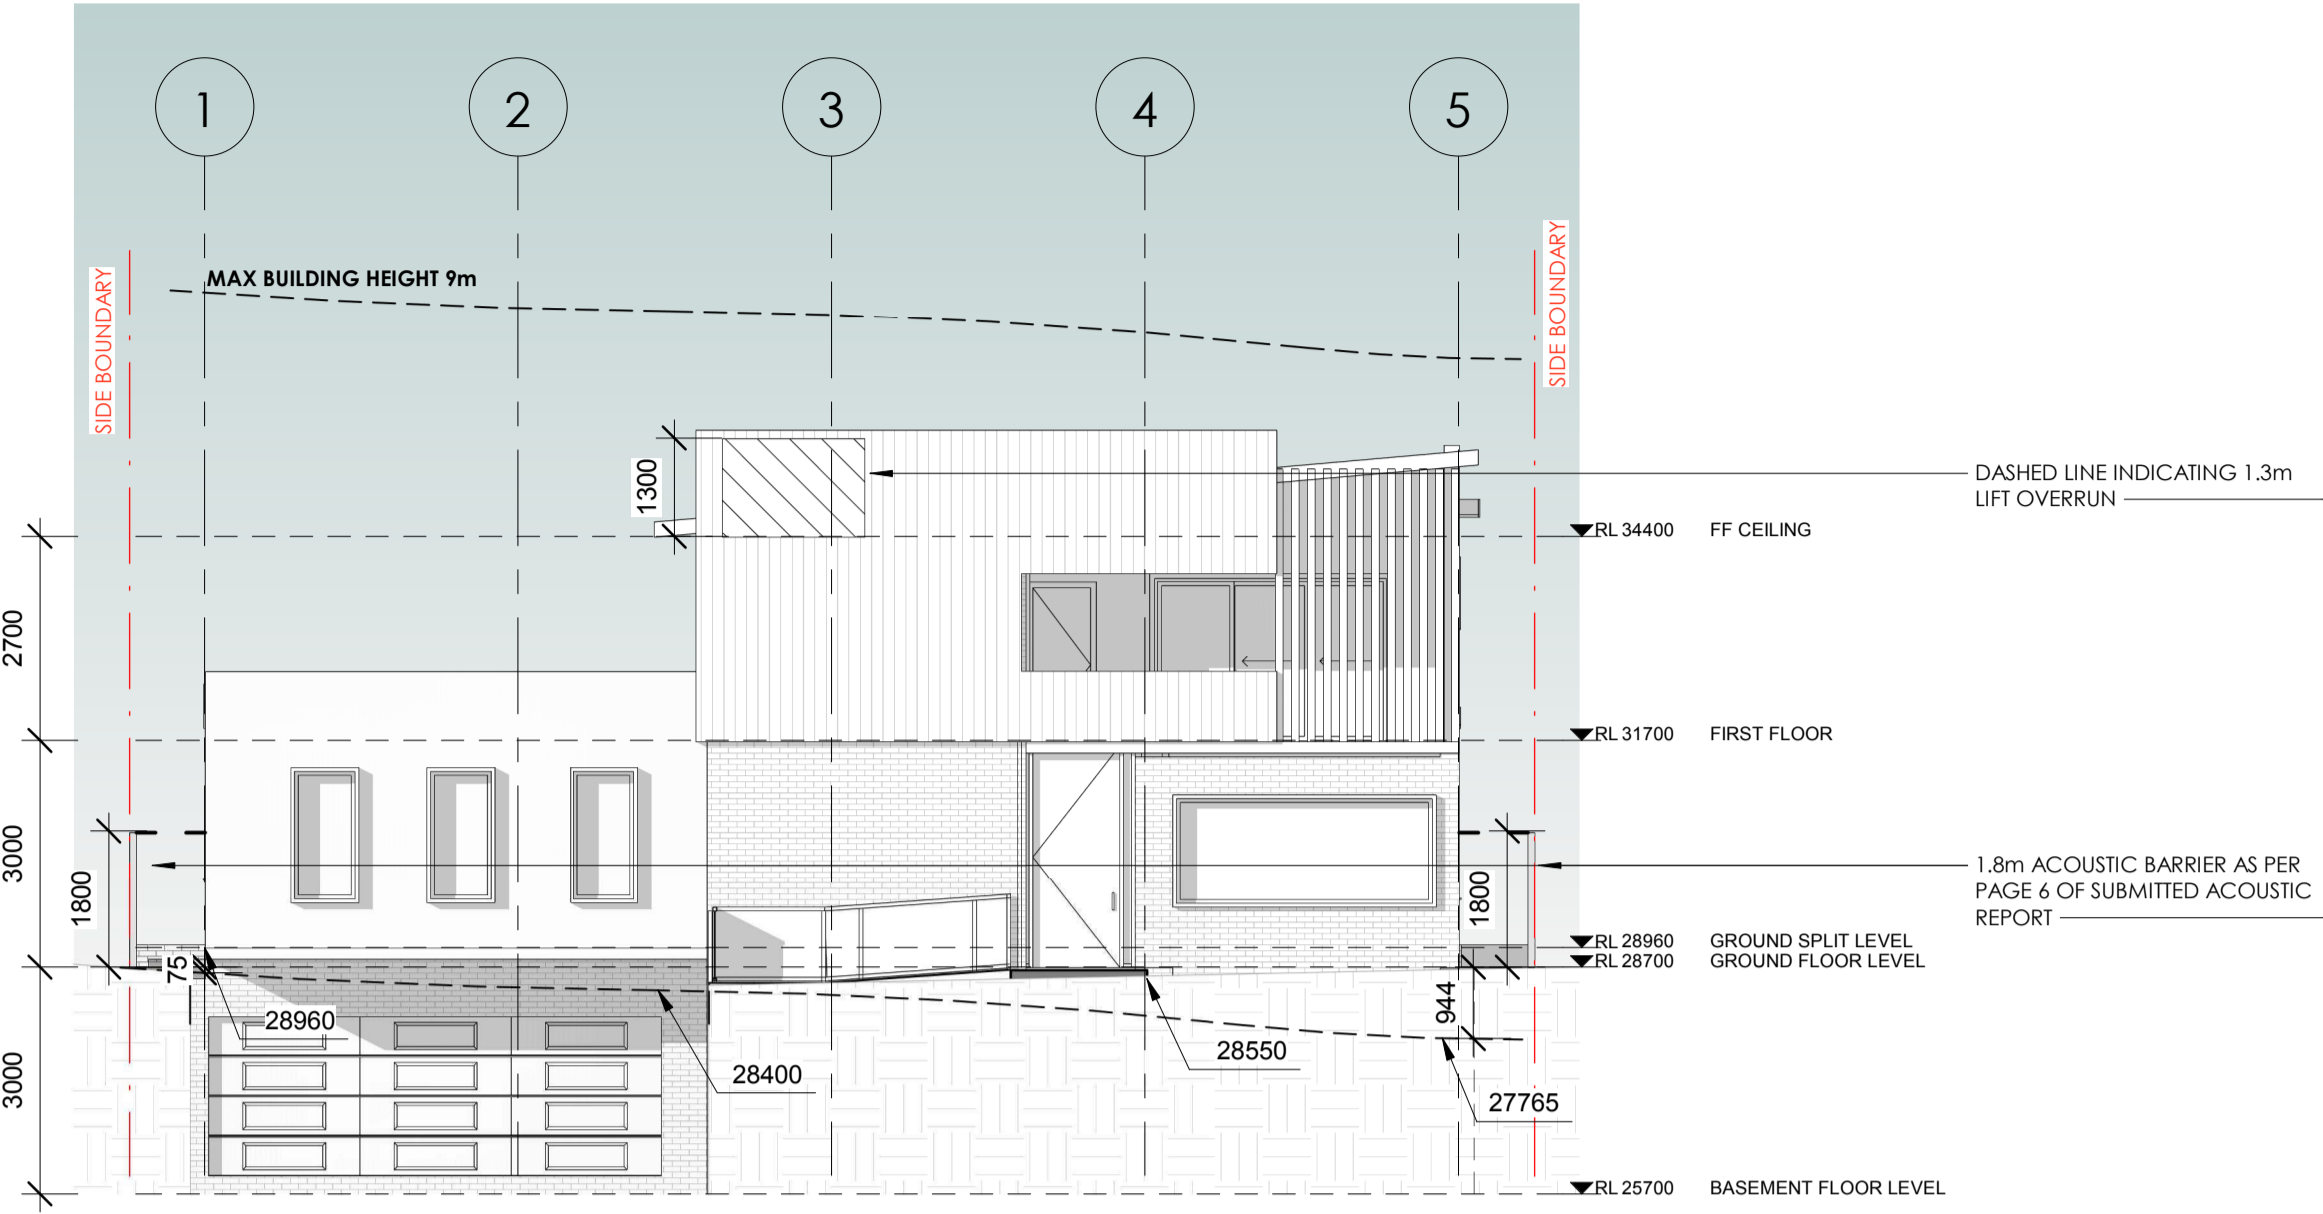 1
2
3
4
5
MAX BUILDING HEIGHT 9m
SIDE BOUNDARY
SIDE BOUNDARY
1300
DASHED LINE INDICATING 1.3m
LIFT OVERRUN
RL 34400 FF CEILING
2700
RL 31700 FIRST FLOOR
3000
1800
1800
1.8m ACOUSTIC BARRIER AS PER
PAGE 6 OF SUBMITTED ACOUSTIC
REPORT
RL 28960 GROUND SPLIT LEVEL
RL 28700 GROUND FLOOR LEVEL
75
944
28960
28400
28550
27765
3000
RL 25700 BASEMENT FLOOR LEVEL